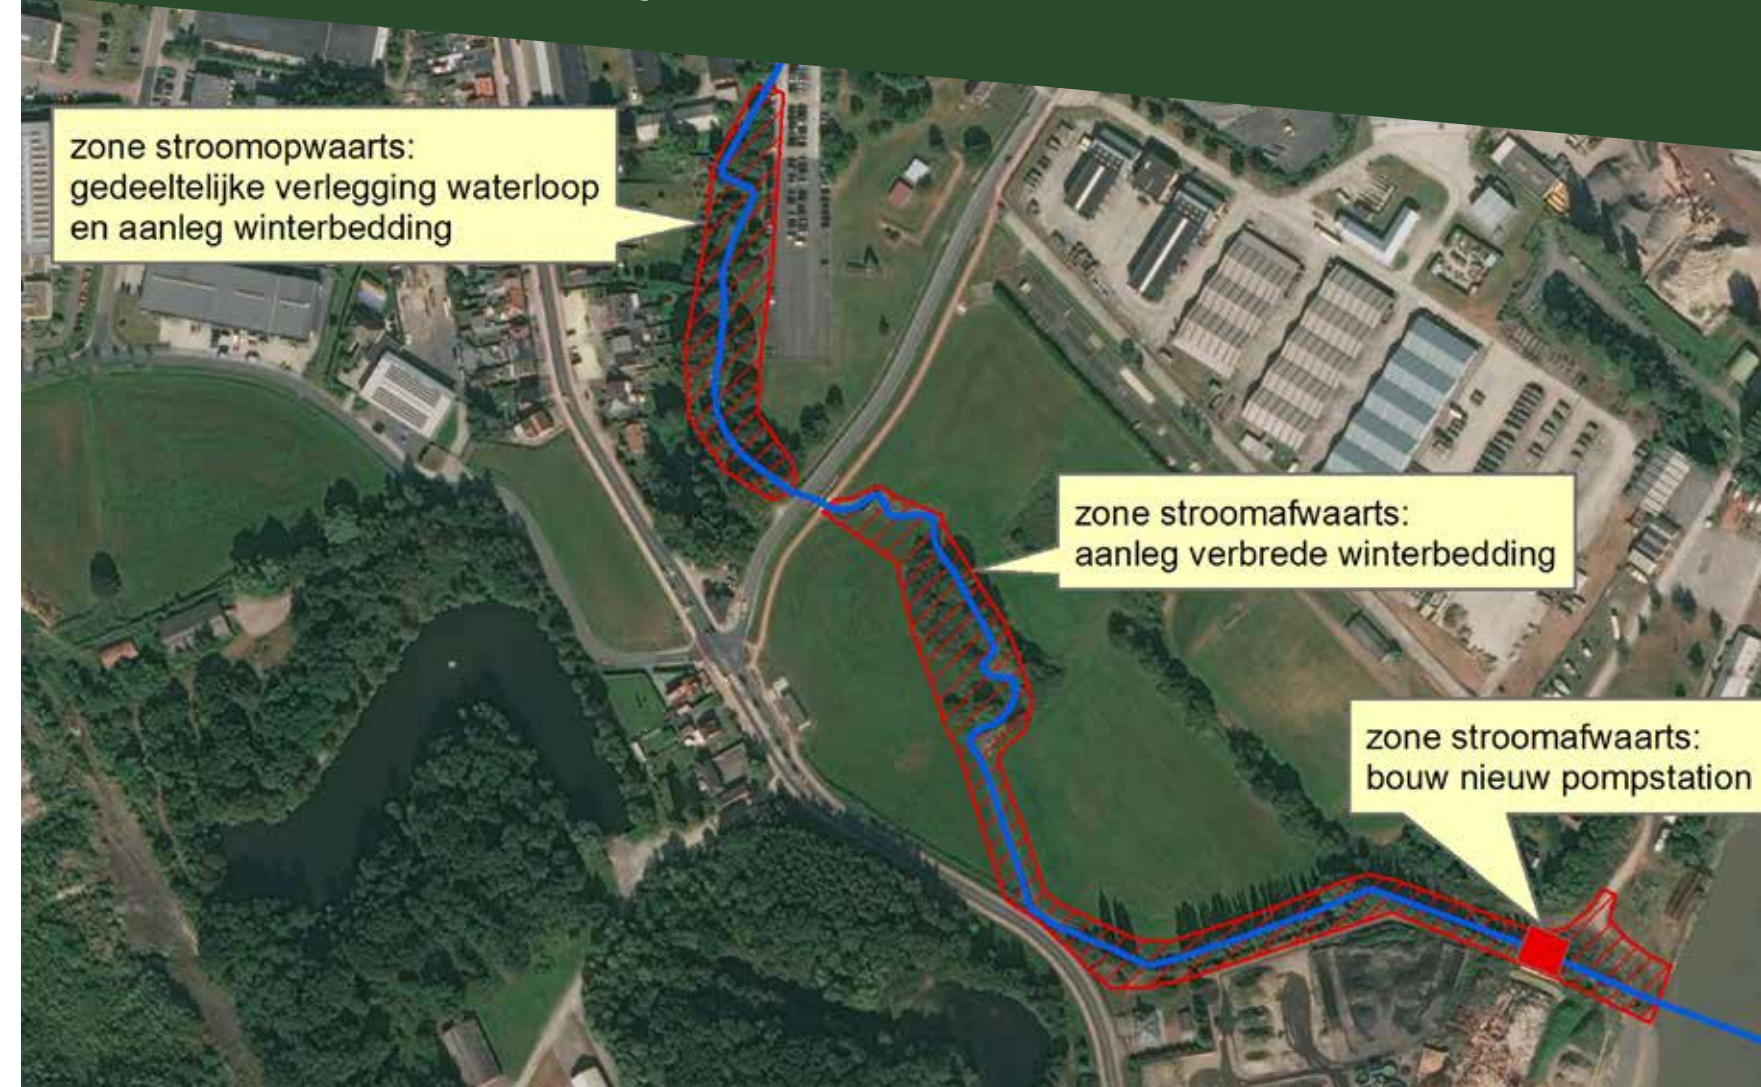 zone stroomopwaarts:
gedeeltelijke verlegging waterloop
en aanleg winterbedding
zone stroomafwaarts:
aanleg verbrede winterbedding
zone stroomafwaarts:
bouw nieuw pompstation